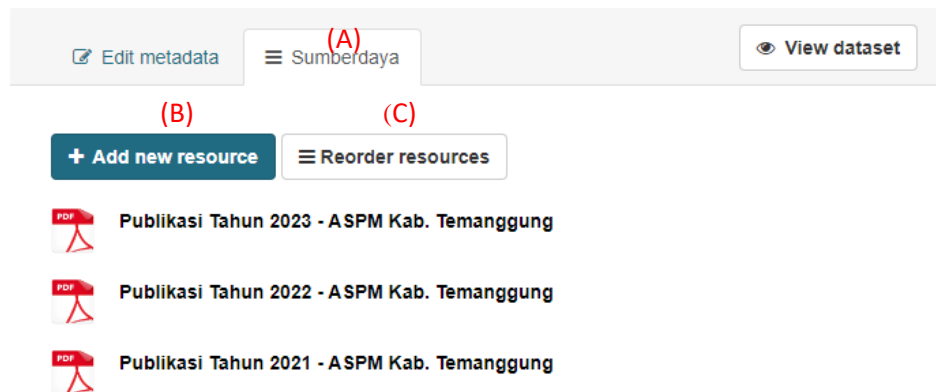 (A)
Edit metadata
Sumberdaya
View dataset
(B)
(C)
+ Add new resource
Reorder resources
PDF
Publikasi Tahun 2023 - ASPM Kab. Temanggung
PDF
Publikasi Tahun 2022 - ASPM Kab. Temanggung
PDF
Publikasi Tahun 2021 - ASPM Kab. Temanggung